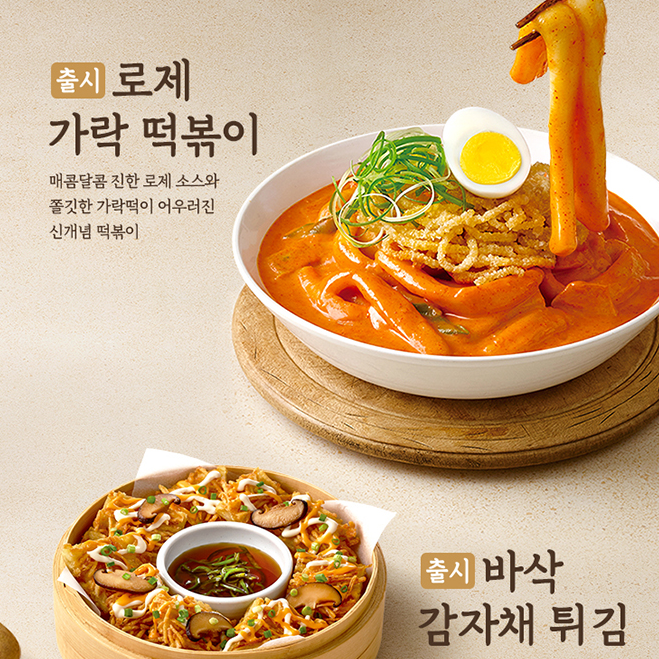 출시 로제
가락 떡볶이
매콤달콤 진한 로제 소스와
쫄깃한 가락떡이 어우러진
신개념 떡볶이
출시 바삭
감자채 튀김